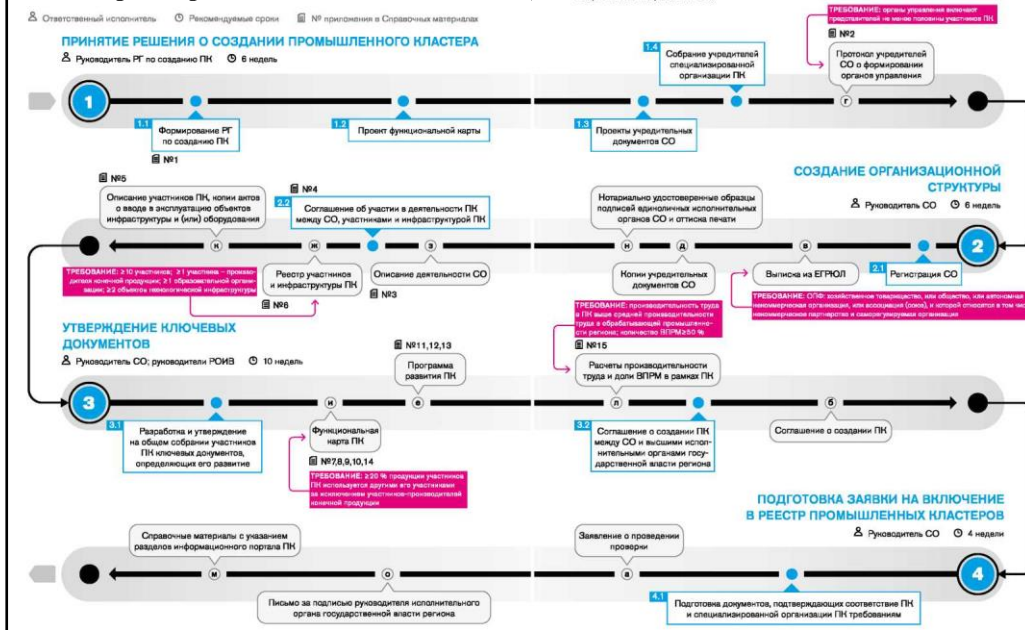 Ответственный исполнитель
Рекомендуемые сроки
№ приложения в Справочных материалах
ПРИНЯТИЕ РЕШЕНИЯ О СОЗДАНИИ ПРОМЫШЛЕННОГО КЛАСТЕРА
Руководитель РГ по созданию ПК
6 недель
ТРЕБОВАНИЕ: органы управления включают
представителей не менее половины участников ПК
№2
Протокол учредителей
СО о формировании
органов управления
1.4
Собрание учредителей
специализированной
организации ПК
1
г
1.1
Формирование РГ
по созданию ПК
№1
1.2
Проект функциональной карты
1.3
Проекты учредительных
документов СО
СОЗДАНИЕ ОРГАНИЗАЦИОННОЙ
СТРУКТУРЫ
Руководитель СО
6 недель
№5
Описание участников ПК, копии актов
о вводе в эксплуатацию объектов
инфраструктуры и (или) оборудования
№4
2.2
Соглашение об участии в деятельности ПК
между СО, участниками и инфраструктурой ПК
Нотариально удостоверенные образцы
подписей единоличных исполнительных
органов СО и оттиска печати
к
ж
з
н
д
в
2
ТРЕБОВАНИЕ: ≥10 участников; ≥1 участника – произво-
дителя конечной продукции; ≥1 образовательной органи-
зации; ≥2 объектов технологической инфраструктуры
Реестр участников
и инфраструктуры ПК
№6
Описание деятельности СО
№3
Копии учредительных
документов СО
Выписка из ЕГРЮЛ
2.1
Регистрация СО
ТРЕБОВАНИЕ: ОПФ: хозяйственное товарищество, или общество, или автономная
некоммерческая организация, или ассоциация (союз), к которой относятся в том числе
некоммерческое партнерство и саморегулируемая организация
УТВЕРЖДЕНИЕ КЛЮЧЕВЫХ
ДОКУМЕНТОВ
Руководитель СО; руководители РОИВ
10 недель
№11,12,13
Программа
развития ПК
ТРЕБОВАНИЕ: производительность труда
в ПК выше средней производительности
труда в обрабатывающей промышленно-
сти региона; количество ВПРМ≥50 %
№15
Расчеты производительности
труда и доли ВПРМ в рамках ПК
3
и
е
л
б
3.1
Разработка и утверждение
на общем собрании участников
ПК ключевых документов,
определяющих его развитие
Функциональная
карта ПК
№7,8,9,10,14
ТРЕБОВАНИЕ: ≥20 % продукции участников
ПК используется другими его участниками
за исключением участников-производителей
конечной продукции
3.2
Соглашение о создании ПК
между СО и высшими испол-
нительными органами госу-
дарственной власти региона
Соглашение о создании ПК
ПОДГОТОВКА ЗАЯВКИ НА ВКЛЮЧЕНИЕ
В РЕЕСТР ПРОМЫШЛЕННЫХ КЛАСТЕРОВ
Руководитель СО
4 недели
Справочные материалы с указанием
разделов информационного портала ПК
Заявление о проведении
проверки
м
о
а
4
Письмо за подписью руководителя исполнительного
органа государственной власти региона
4.1
Подготовка документов, подтверждающих соответствие ПК
и специализированной организации ПК требованиям